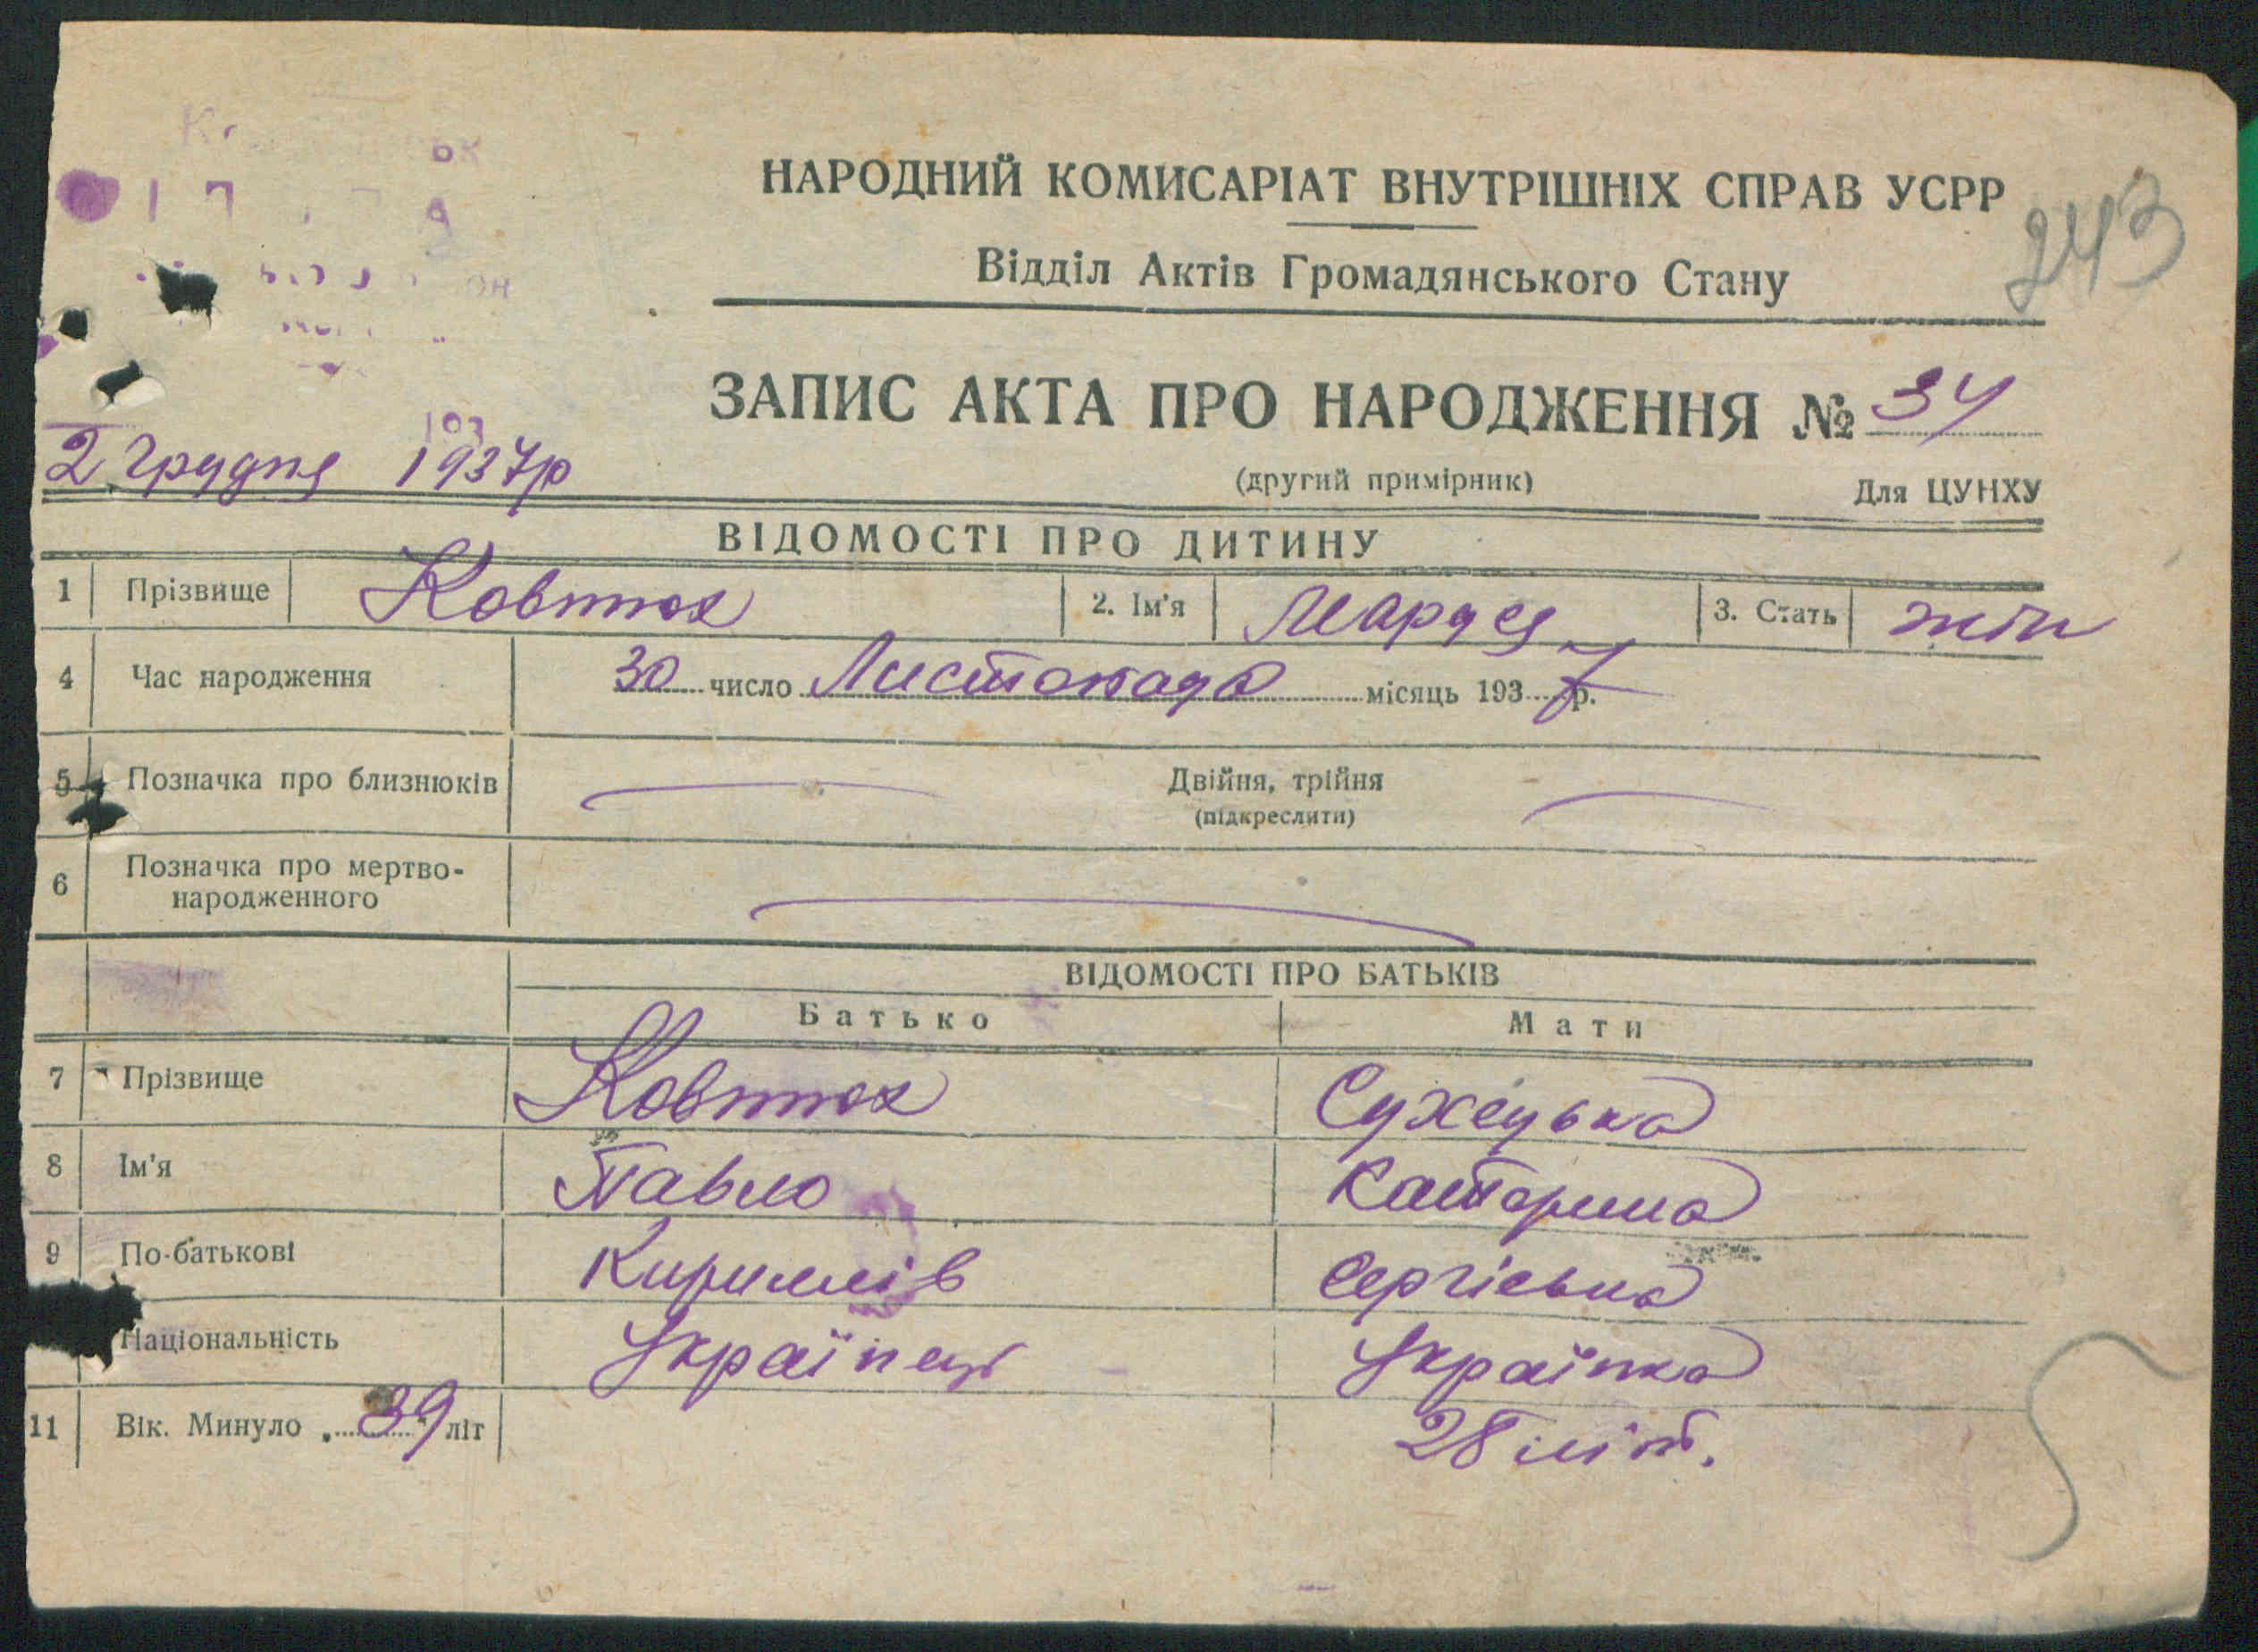 НАРОДНИЙ КОМИСАРІАТ ВНУТРІШНІХ СПРАВ УСРР
243
Відділ Актів Громадянського Стану
ЗАПИС АКТА ПРО НАРОДЖЕННЯ № 34
2 Грудня 1937р
(другий примірник)
Для ЦУНХУ
ВІДОМОСТІ ПРО ДИТИНУ
1 Прізвище Ковтюх 2. Ім'я 3. Стать жін
4 Час народження 30 число Листопада місяць 1937 р.
5 Позначка про близнюків Двійня, трійня
(підкреслити)
6 Позначка про мертво-
народженного
ВІДОМОСТІ ПРО БАТЬКІВ
Батько Мати
7 Прізвище Ковтюх Сухецька
8 Ім'я Павло Катерина
9 По-батькові Кирилів Сергієвна
Національність Українець Українка
11 Вік. Минуло „39" літ 28 літ.